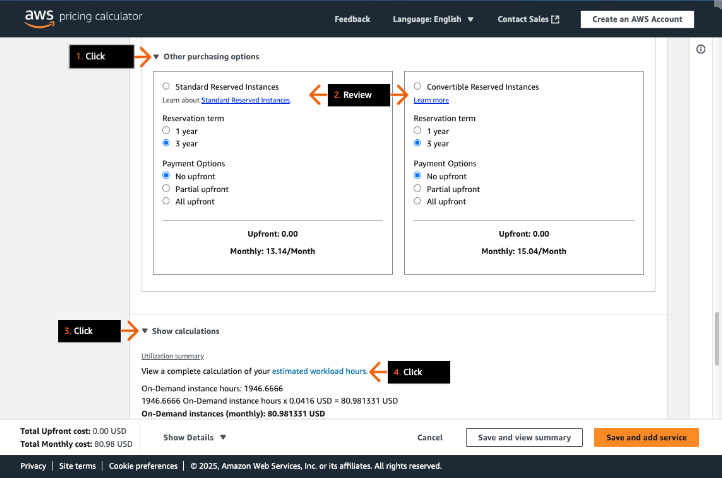 aws pricing calculator
Feedback
Language: English ▼
Contact Sales
Create an AWS Account
1. Click
▼ Other purchasing options
Standard Reserved Instances
Learn about Standard Reserved Instances.
Reservation term
1 year
3 year
Payment Options
No upfront
Partial upfront
All upfront
Upfront: 0.00
Monthly: 13.14/Month
2. Review
Convertible Reserved Instances
Learn more
Reservation term
1 year
3 year
Payment Options
No upfront
Partial upfront
All upfront
Upfront: 0.00
Monthly: 15.04/Month
3. Click
▼ Show calculations
Utilization summary
View a complete calculation of your estimated workload hours.
4. Click
On-Demand instance hours: 1946.6666
1946.6666 On-Demand instance hours x 0.0416 USD = 80.981331 USD
On-Demand instances (monthly): 80.981331 USD
Total Upfront cost: 0.00 USD
Total Monthly cost: 80.98 USD
Show Details ▼
Cancel
Save and view summary
Save and add service
Privacy | Site terms | Cookie preferences | © 2025, Amazon Web Services, Inc. or its affiliates. All rights reserved.